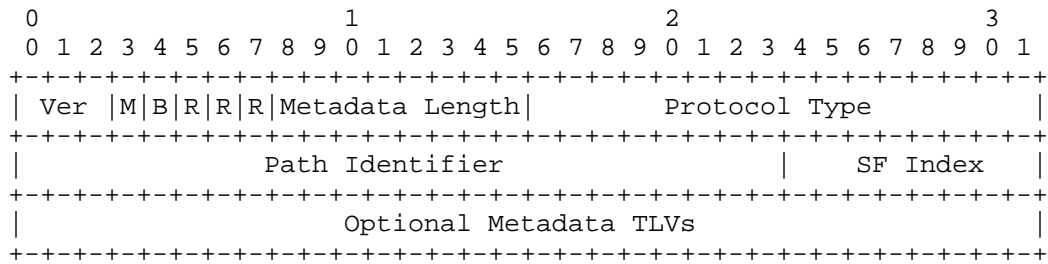 0                   1                   2                   3
 0 1 2 3 4 5 6 7 8 9 0 1 2 3 4 5 6 7 8 9 0 1 2 3 4 5 6 7 8 9 0 1
+-+-+-+-+-+-+-+-+-+-+-+-+-+-+-+-+-+-+-+-+-+-+-+-+-+-+-+-+-+-+-+-+
| Ver |M|B|R|R|R|Metadata Length|         Protocol Type         |
+-+-+-+-+-+-+-+-+-+-+-+-+-+-+-+-+-+-+-+-+-+-+-+-+-+-+-+-+-+-+-+-+
|               Path Identifier                 |    SF Index   |
+-+-+-+-+-+-+-+-+-+-+-+-+-+-+-+-+-+-+-+-+-+-+-+-+-+-+-+-+-+-+-+-+
|                    Optional Metadata TLVs                     |
+-+-+-+-+-+-+-+-+-+-+-+-+-+-+-+-+-+-+-+-+-+-+-+-+-+-+-+-+-+-+-+-+